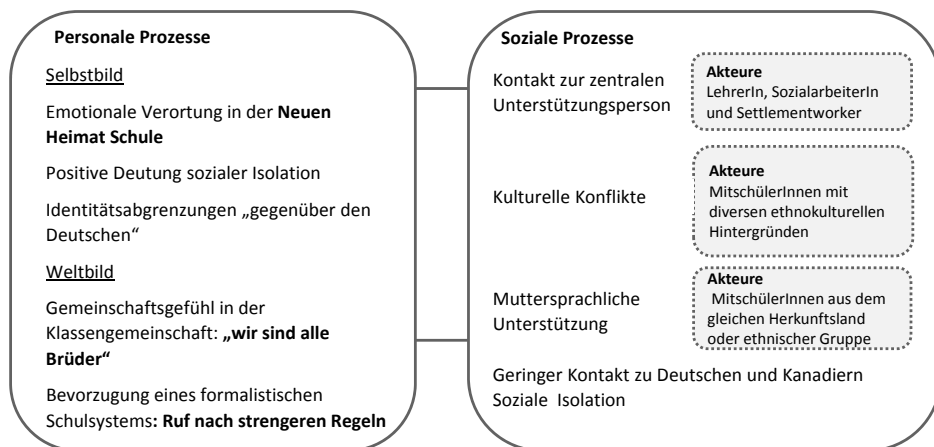 Personale Prozesse
Selbstbild
Emotionale Verortung in der Neuen
Heimat Schule
Positive Deutung sozialer Isolation
Identitätsabgrenzungen „gegenüber den
Deutschen“
Weltbild
Gemeinschaftsgefühl in der
Klassengemeinschaft: „wir sind alle
Brüder“
Bevorzugung eines formalistischen
Schulsystems: Ruf nach strengeren Regeln
Soziale Prozesse
Kontakt zur zentralen
Unterstützungsperson
Akteure
LehrerIn, SozialarbeiterIn
und Settlementworker
Kulturelle Konflikte
Akteure
MitschülerInnen mit
diversen ethnokulturellen
Hintergründen
Muttersprachliche
Unterstützung
Akteure
MitschülerInnen aus dem
gleichen Herkunftsland
oder ethnischer Gruppe
Geringer Kontakt zu Deutschen und Kanadiern
Soziale Isolation